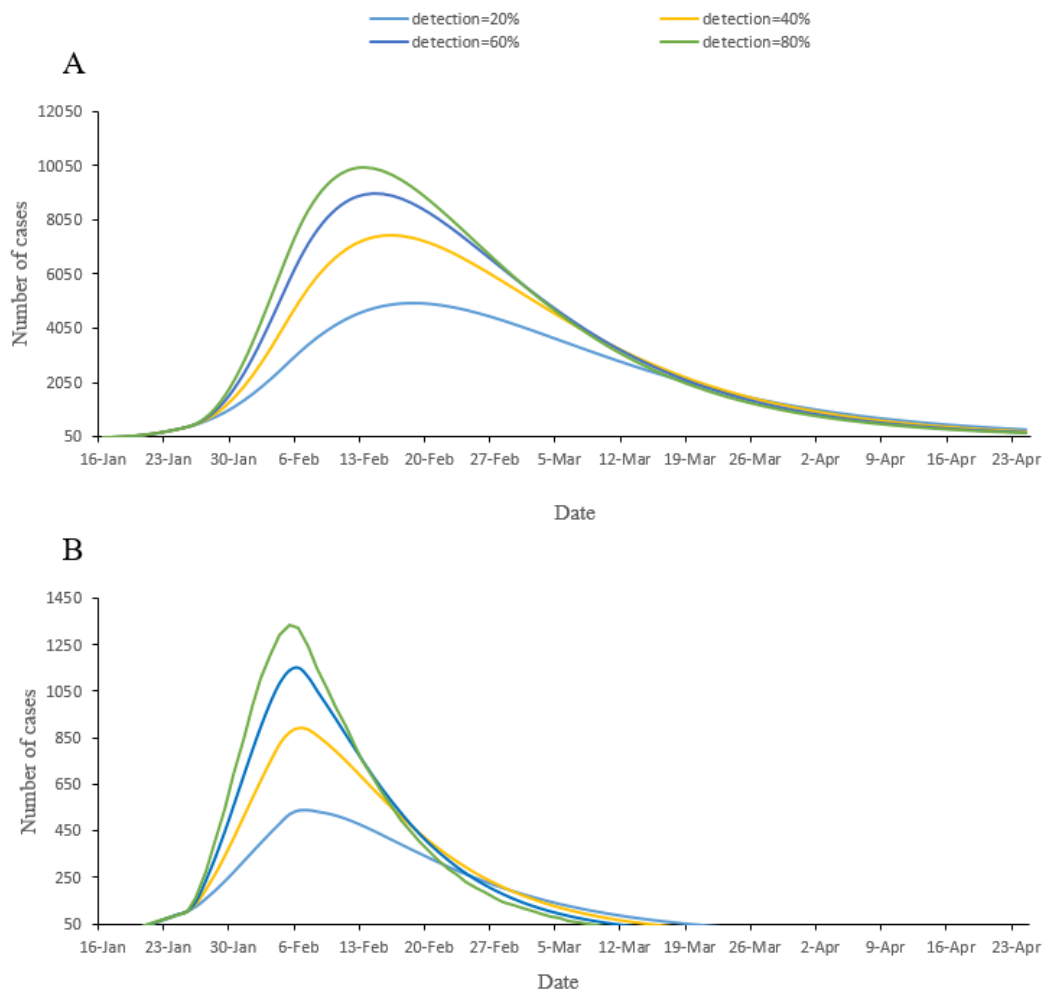 detection=20% detection=40%
detection=60% detection=80%
A
12050
10050
8050
6050
4050
2050
50
Number of cases
16-Jan 23-Jan 30-Jan 6-Feb 13-Feb 20-Feb 27-Feb 5-Mar 12-Mar 19-Mar 26-Mar 2-Apr 9-Apr 16-Apr 23-Apr
Date
B
1450
1250
1050
850
650
450
250
50
Number of cases
16-Jan 23-Jan 30-Jan 6-Feb 13-Feb 20-Feb 27-Feb 5-Mar 12-Mar 19-Mar 26-Mar 2-Apr 9-Apr 16-Apr 23-Apr
Date